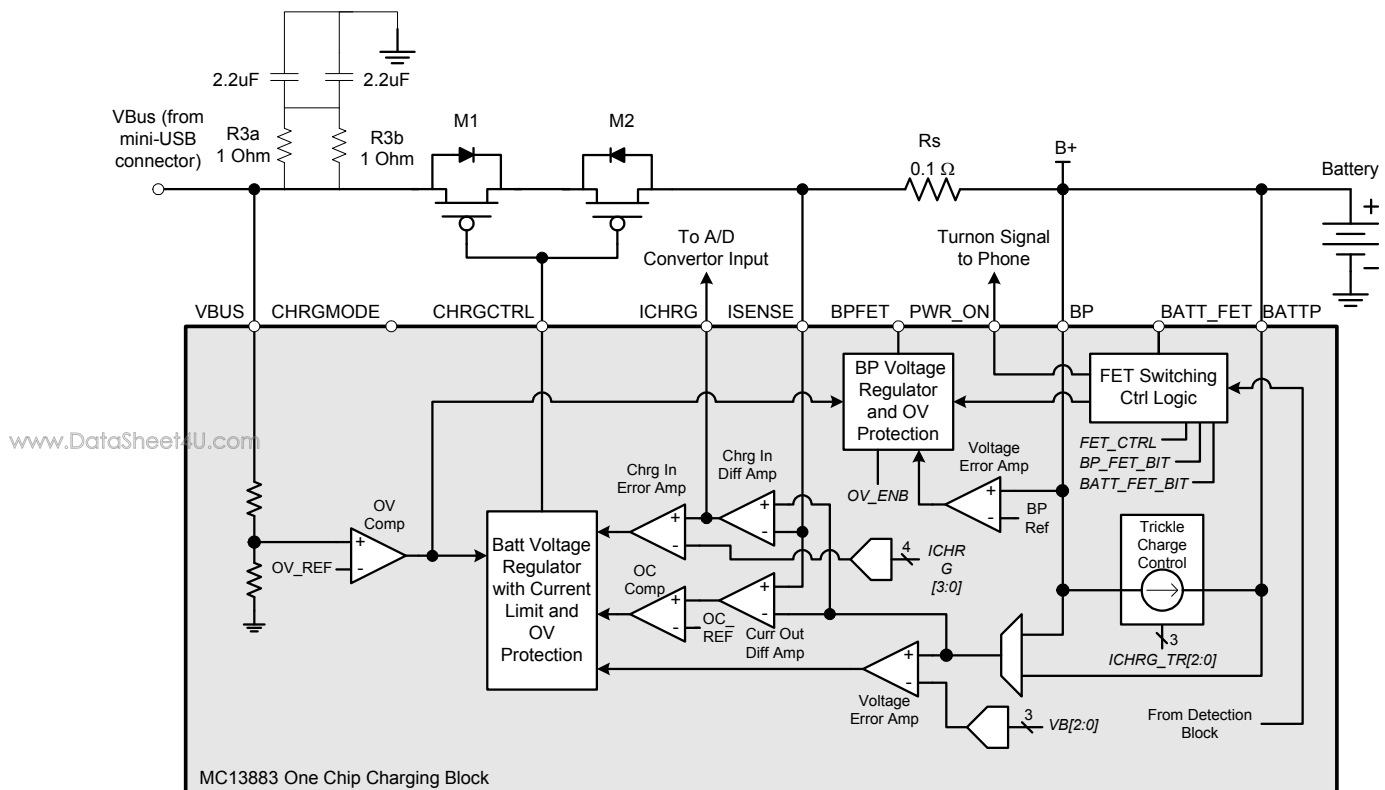 2.2uF
2.2uF
VBus (from
mini-USB
connector)
R3a
1 Ohm
R3b
1 Ohm
M1
M2
Rs
0.1 Ω
B+
Battery
+
–
To A/D
Convertor Input
Turnon Signal
to Phone
VBUS
CHRGMODE
CHRGCTRL
ICHRG
ISENSE
BPFET
PWR_ON
BP
BATT_FET
BATTP
BP Voltage
Regulator
and OV
Protection
FET Switching
Ctrl Logic
www.DataSheet4U.com
FET_CTRL
BP_FET_BIT
BATT_FET_BIT
OV_ENB
Voltage
Error Amp
+
-
BP
Ref
Chrg In
Error Amp
+
-
Chrg In
Diff Amp
+
-
OV
Comp
+
-
OV_REF
Batt Voltage
Regulator
with Current
Limit and
OV
Protection
4
ICHR
G
[3:0]
Trickle
Charge
Control
3
ICHRG_TR[2:0]
OC
Comp
+
-
OC_
REF
+
-
Curr Out
Diff Amp
+
-
Voltage
Error Amp
3
VB[2:0]
From Detection
Block
MC13883 One Chip Charging Block